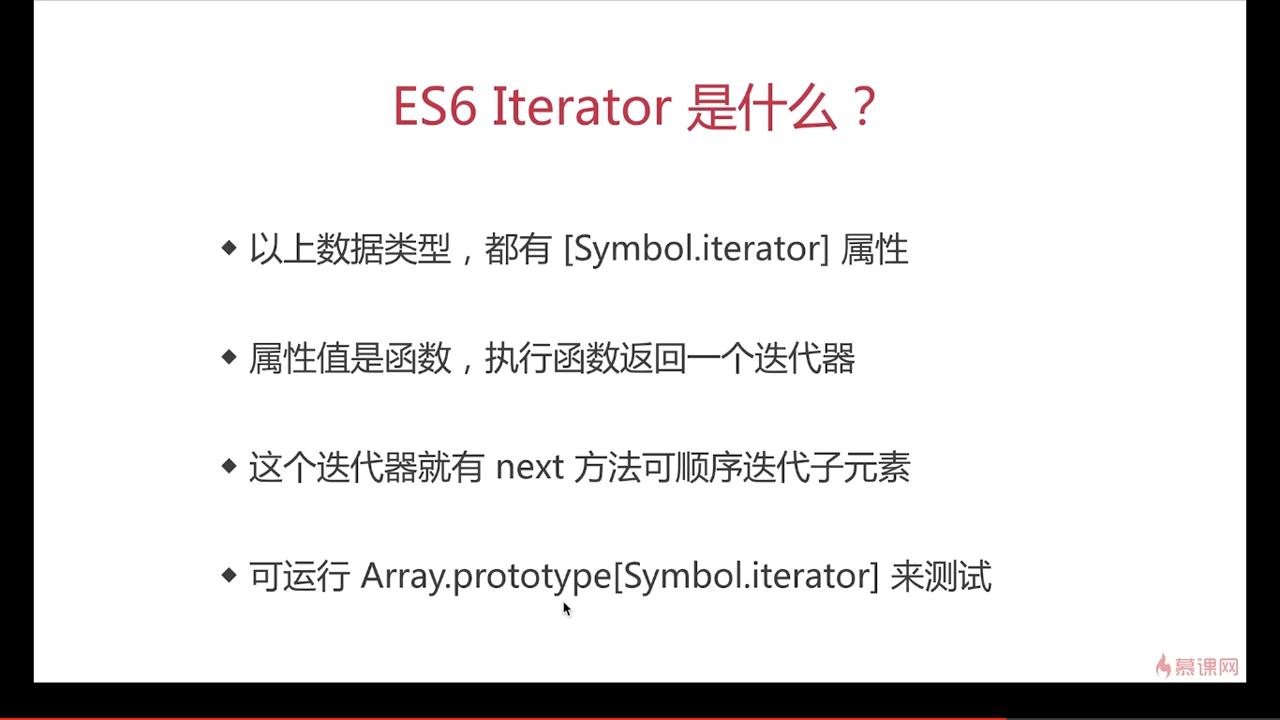 ES6 Iterator 是什么？
◆ 以上数据类型，都有 [Symbol.iterator] 属性
◆ 属性值是函数，执行函数返回一个迭代器
◆ 这个迭代器就有 next 方法可顺序迭代子元素
◆ 可运行 Array.prototype[Symbol.iterator] 来测试
慕课网